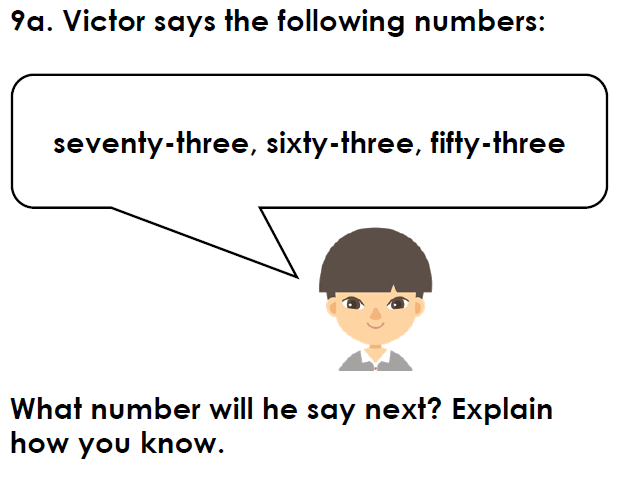 9a. Victor says the following numbers:
seventy-three, sixty-three, fifty-three
What number will he say next? Explain
how you know.